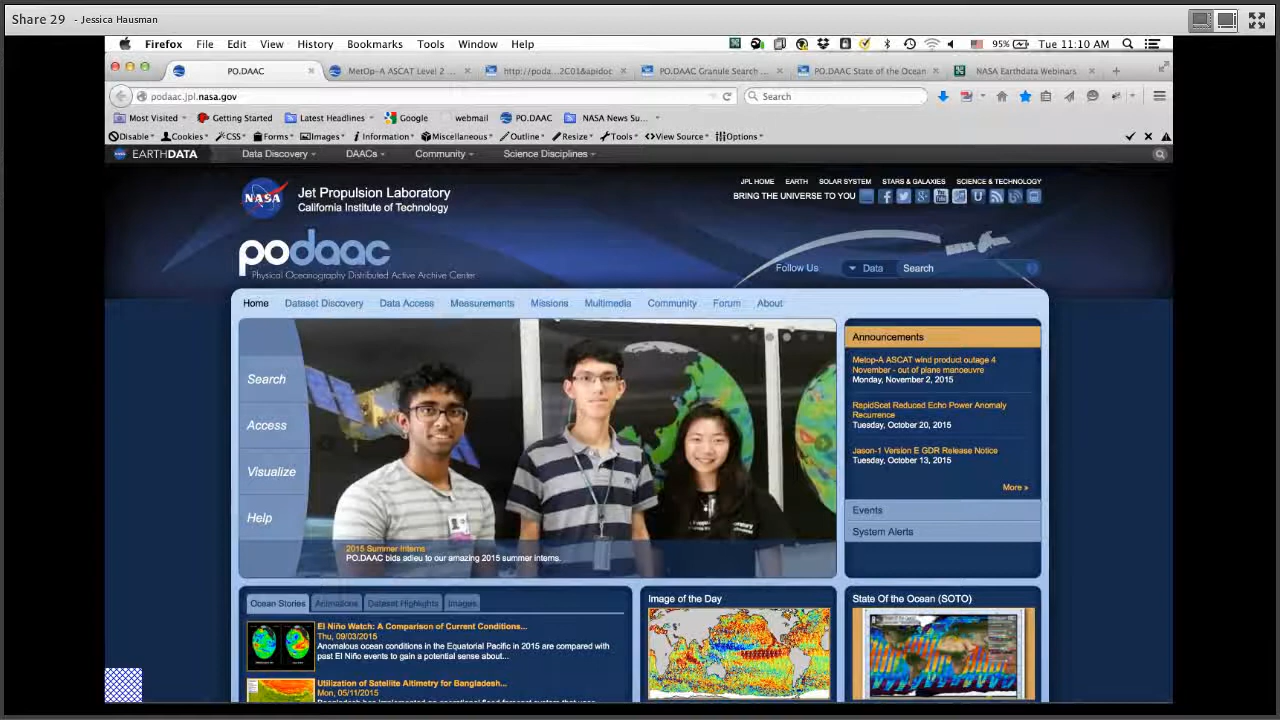 Share 29 - Jessica Hausman
Firefox File Edit View History Bookmarks Tools Window Help
95% Tue 11:10 AM
PO.DAAC
MetOp-A ASCAT Level 2 ...
http://poda...2C01&apidoc
PO.DAAC Granule Search ...
PO.DAAC State of the Ocean
NASA Earthdata Webinars
podaac.jpl.nasa.gov
Search
Most Visited Getting Started Latest Headlines Google webmail PO.DAAC NASA News Su...
Disable Cookies CSS Forms Images Information Miscellaneous Outline Resize Tools View Source Options
EARTHDATA Data Discovery DAACs Community Science Disciplines
NASA
Jet Propulsion Laboratory
California Institute of Technology
JPL HOME EARTH SOLAR SYSTEM STARS & GALAXIES SCIENCE & TECHNOLOGY
BRING THE UNIVERSE TO YOU
podaac
Physical Oceanography Distributed Active Archive Center
Follow Us Data Search
Home Dataset Discovery Data Access Measurements Missions Multimedia Community Forum About
Search
Access
Visualize
Help
2015 Summer Interns
PO.DAAC bids adieu to our amazing 2015 summer interns.
Announcements
Metop-A ASCAT wind product outage 4
November - out of plane manoeuvre
Monday, November 2, 2015
RapidScat Reduced Echo Power Anomaly
Recurrence
Tuesday, October 20, 2015
Jason-1 Version E GDR Release Notice
Tuesday, October 13, 2015
More »
Events
System Alerts
Ocean Stories Animations Dataset Highlights Images
El Niño Watch: A Comparison of Current Conditions...
Thu, 09/03/2015
Anomalous ocean conditions in the Equatorial Pacific in 2015 are compared with
past El Niño events to gain a potential sense about...
Utilization of Satellite Altimetry for Bangladesh...
Mon, 05/11/2015
Image of the Day
State Of the Ocean (SOTO)